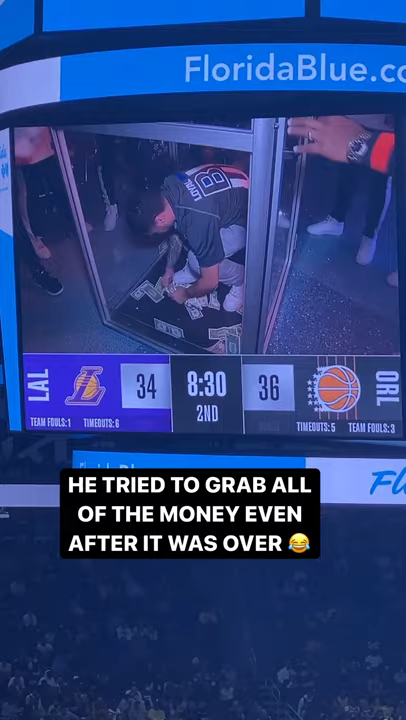 FloridaBlue.co
LOYAL
B
LAL
34
8:30
2ND
36
ORL
TEAM FOULS:1
TIMEOUTS:6
TIMEOUTS:5
TEAM FOULS:3
HE TRIED TO GRAB ALL
OF THE MONEY EVEN
AFTER IT WAS OVER 😂